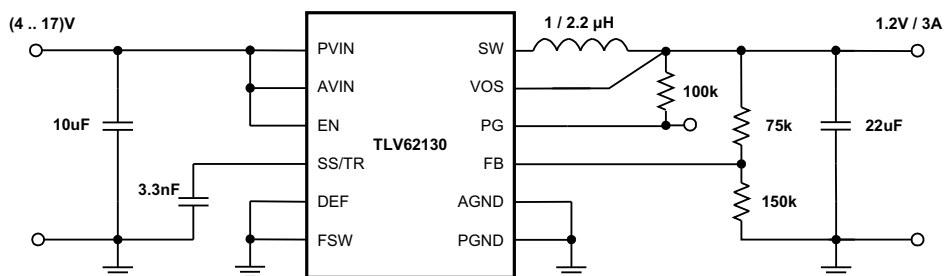 (4 .. 17)V
1 / 2.2 µH
1.2V / 3A
PVIN
SW
AVIN
VOS
100k
10uF
EN
PG
75k
22uF
TLV62130
SS/TR
FB
3.3nF
150k
DEF
AGND
FSW
PGND